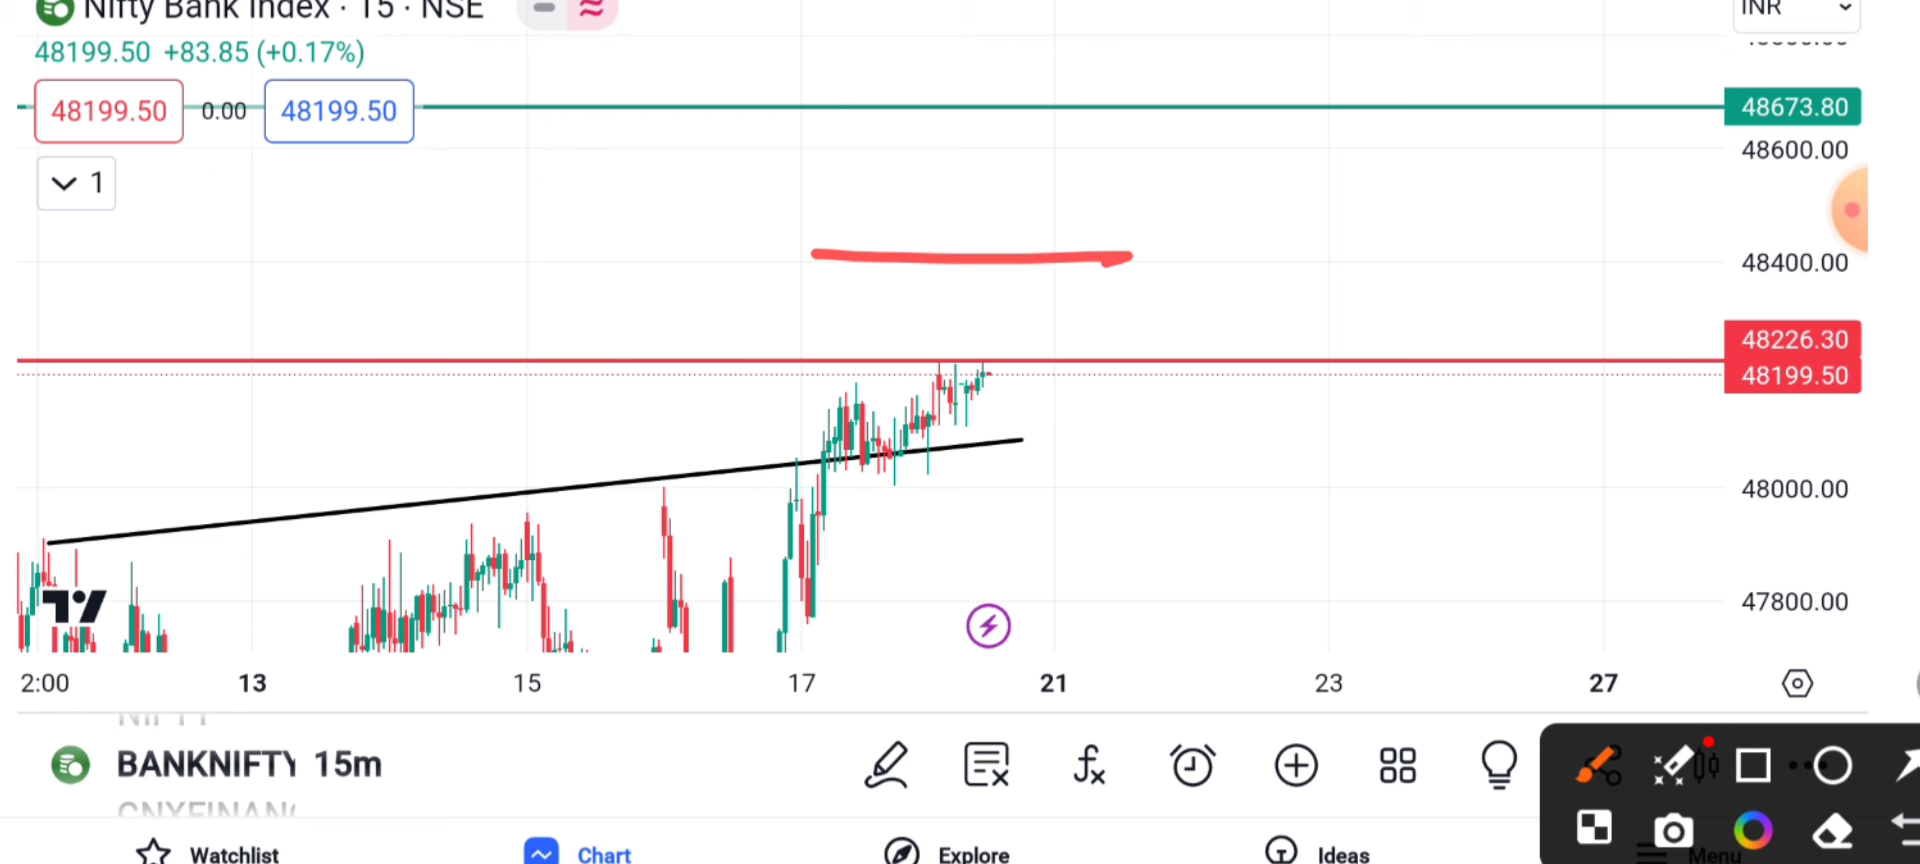 Nifty Bank Index · 15 · NSE
INR
48199.50 +83.85 (+0.17%)
48199.50 0.00 48199.50
48673.80
48600.00
1
48400.00
48226.30
48199.50
48000.00
47800.00
2:00 13 15 17 21 23 27
NIFTY
BANKNIFTY 15m
CNXFINANC
Watchlist Chart Explore Ideas Menu